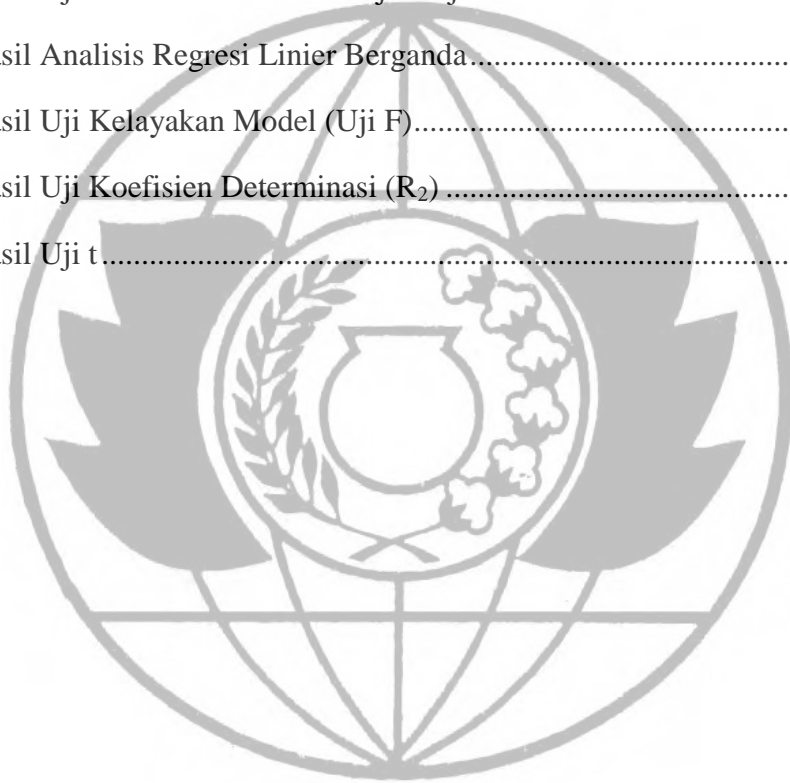 asil Analisis Regresi Linier Berganda.......................................
asil Uji Kelayakan Model (Uji F)..............................................
asil Uji Koefisien Determinasi (R₂).......................................
asil Uji t.....................................................................................